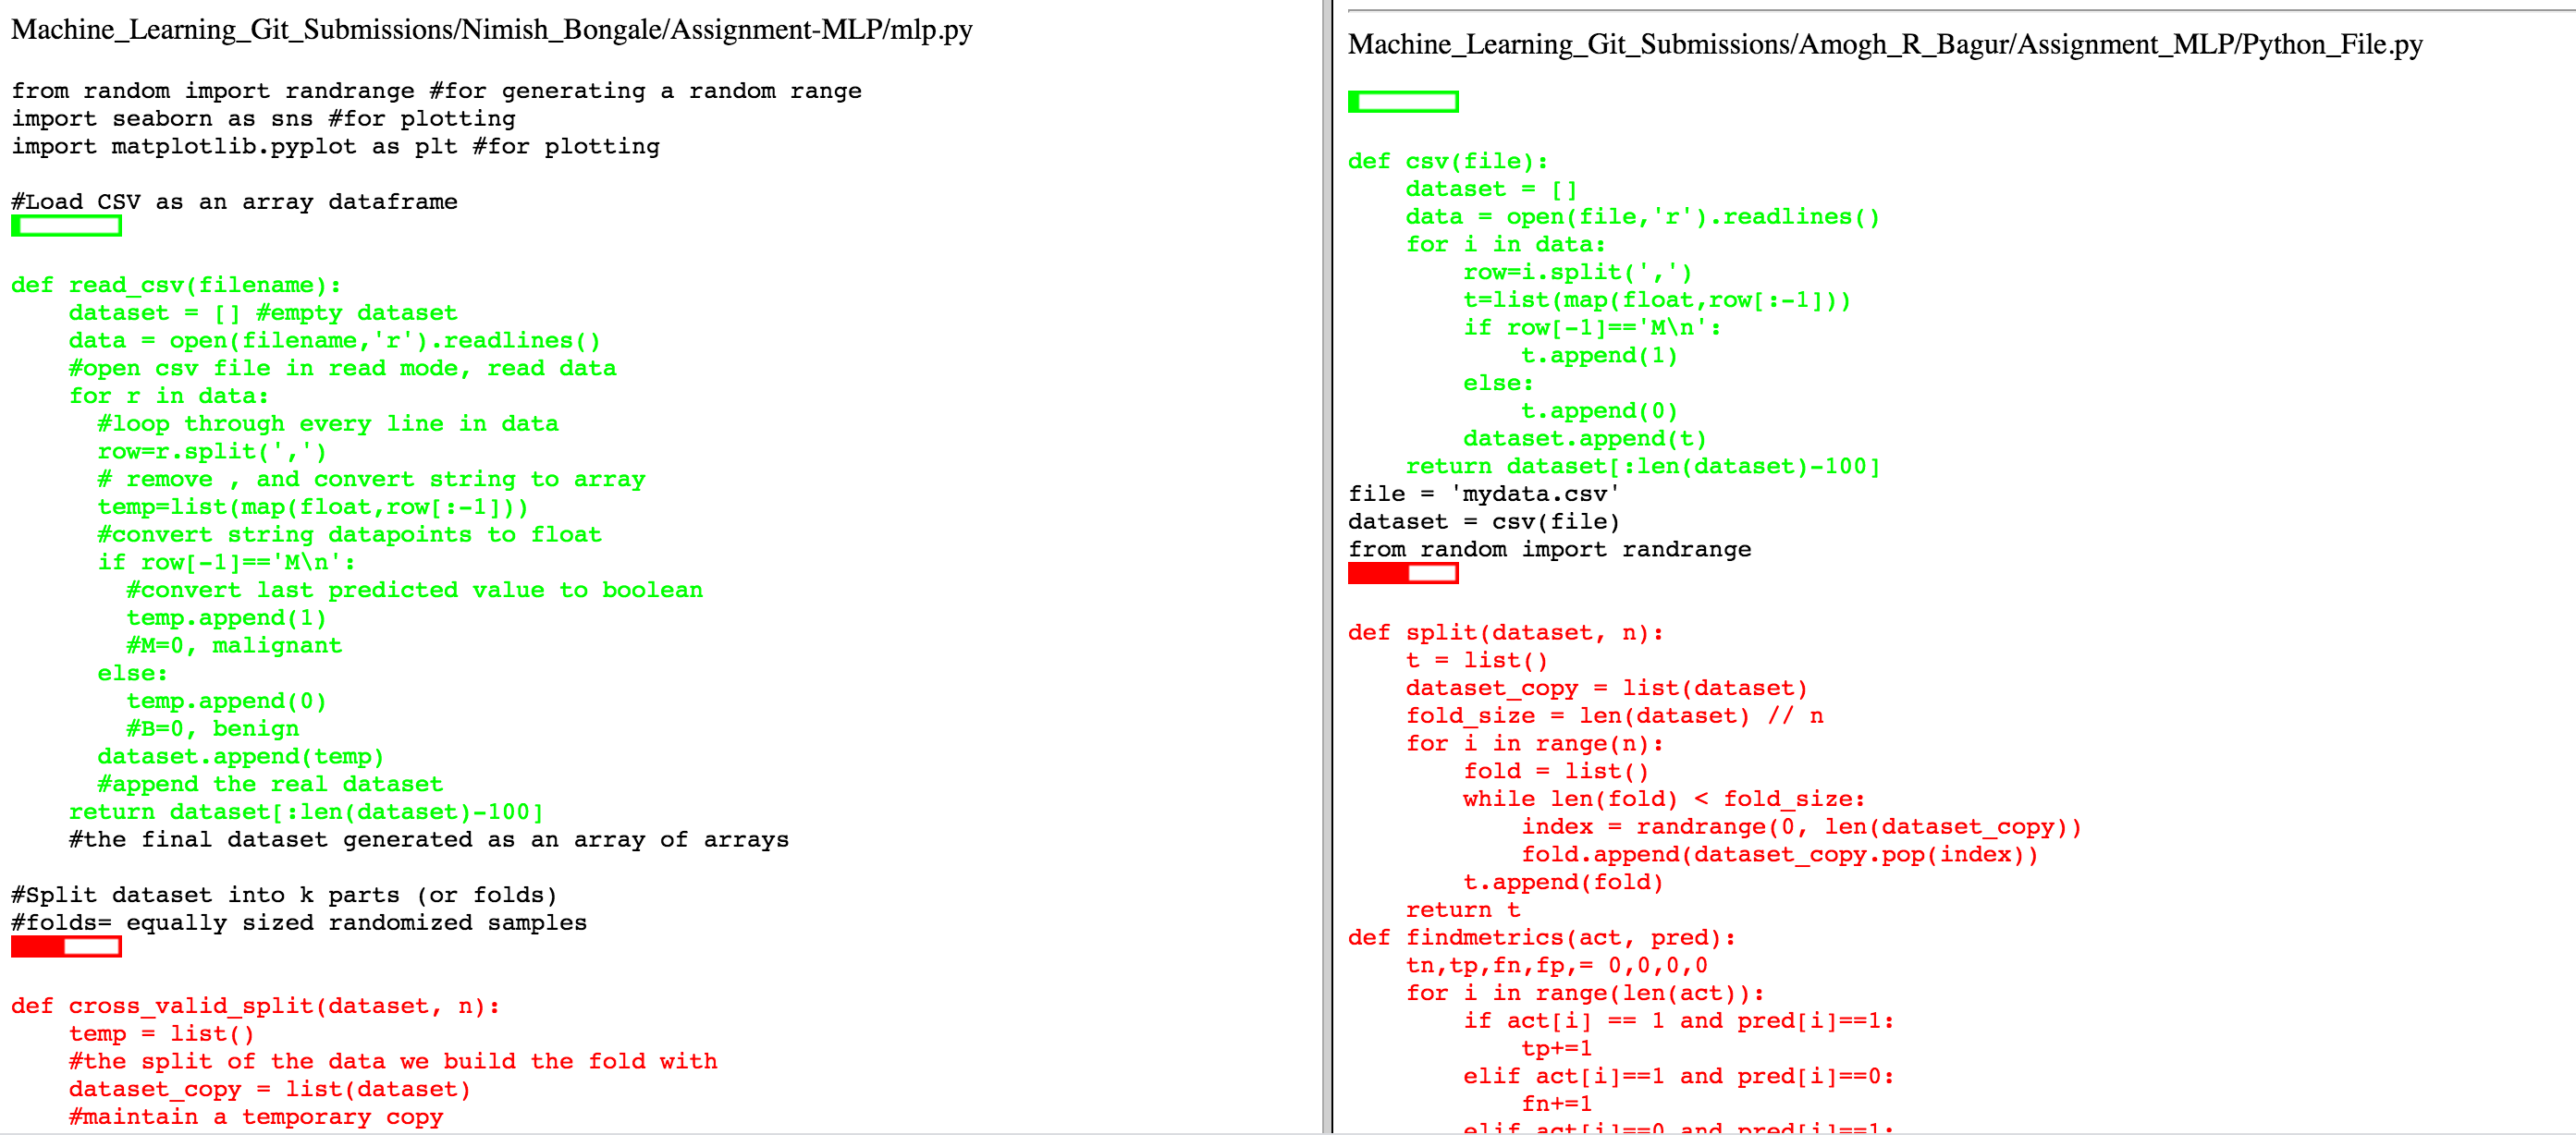 Machine_Learning_Git_Submissions/Nimish_Bongale/Assignment-MLP/mlp.py
from random import randrange #for generating a random range
import seaborn as sns #for plotting
import matplotlib.pyplot as plt #for plotting
#Load CSV as an array dataframe
def read_csv(filename):
    dataset = [] #empty dataset
    data = open(filename,'r').readlines()
    #open csv file in read mode, read data
    for r in data:
      #loop through every line in data
      row=r.split(',')
      # remove , and convert string to array
      temp=list(map(float,row[:-1]))
      #convert string datapoints to float
      if row[-1]=='M\n':
        #convert last predicted value to boolean
        temp.append(1)
        #M=0, malignant
      else:
        temp.append(0)
        #B=0, benign
      dataset.append(temp)
      #append the real dataset
    return dataset[:len(dataset)-100]
    #the final dataset generated as an array of arrays
#Split dataset into k parts (or folds)
#folds= equally sized randomized samples
def cross_valid_split(dataset, n):
    temp = list()
    #the split of the data we build the fold with
    dataset_copy = list(dataset)
    #maintain a temporary copy
Machine_Learning_Git_Submissions/Amogh_R_Bagur/Assignment_MLP/Python_File.py
def csv(file):
    dataset = []
    data = open(file,'r').readlines()
    for i in data:
        row=i.split(',')
        t=list(map(float,row[:-1]))
        if row[-1]=='M\n':
            t.append(1)
        else:
            t.append(0)
        dataset.append(t)
    return dataset[:len(dataset)-100]
file = 'mydata.csv'
dataset = csv(file)
from random import randrange
def split(dataset, n):
    t = list()
    dataset_copy = list(dataset)
    fold_size = len(dataset) // n
    for i in range(n):
        fold = list()
        while len(fold) < fold_size:
            index = randrange(0, len(dataset_copy))
            fold.append(dataset_copy.pop(index))
        t.append(fold)
    return t
def findmetrics(act, pred):
    tn,tp,fn,fp,= 0,0,0,0
    for i in range(len(act)):
        if act[i] == 1 and pred[i]==1:
            tp+=1
        elif act[i]==1 and pred[i]==0:
            fn+=1
        elif act[i]==0 and pred[i]==1: